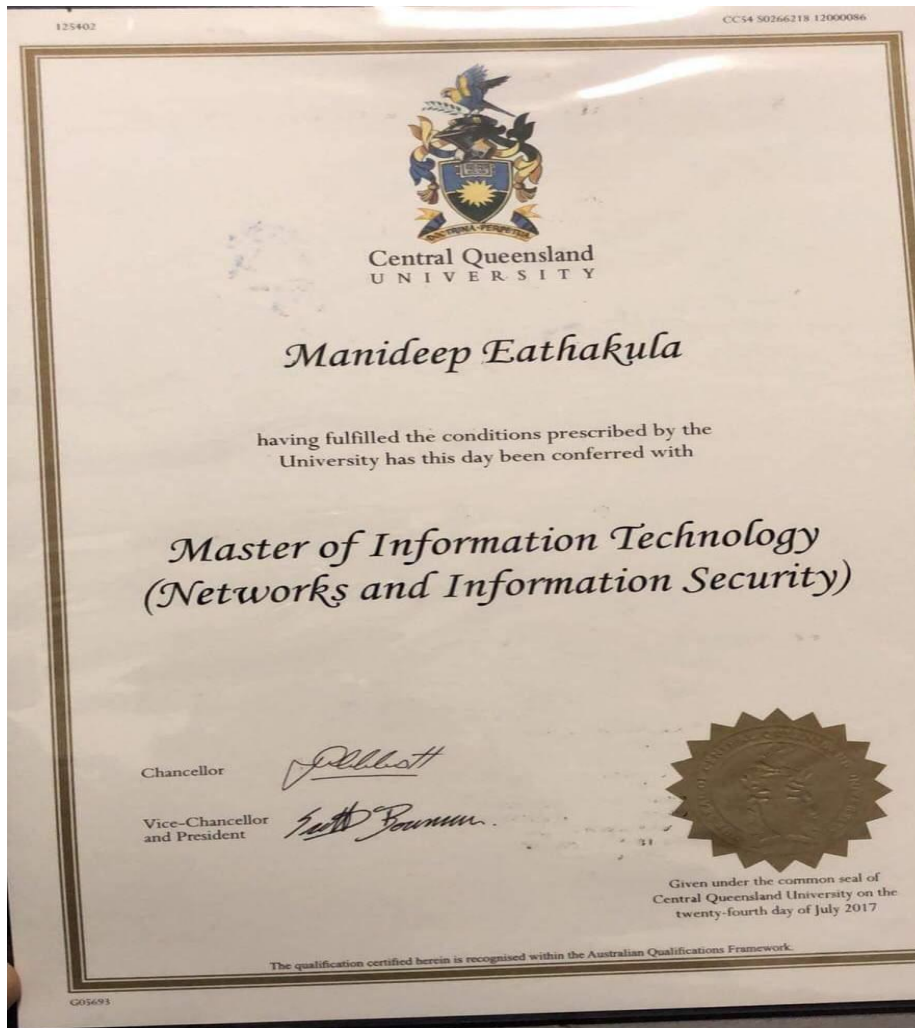 125402
CC54 S0266218 12000086
DOCTRINA PERPETUA
Central Queensland
UNIVERSITY
Manideep Eathakula
having fulfilled the conditions prescribed by the
University has this day been conferred with
Master of Information Technology
(Networks and Information Security)
Chancellor
Vice-Chancellor
and President
Given under the common seal of
Central Queensland University on the
twenty-fourth day of July 2017
The qualification certified herein is recognised within the Australian Qualifications Framework.
G05693